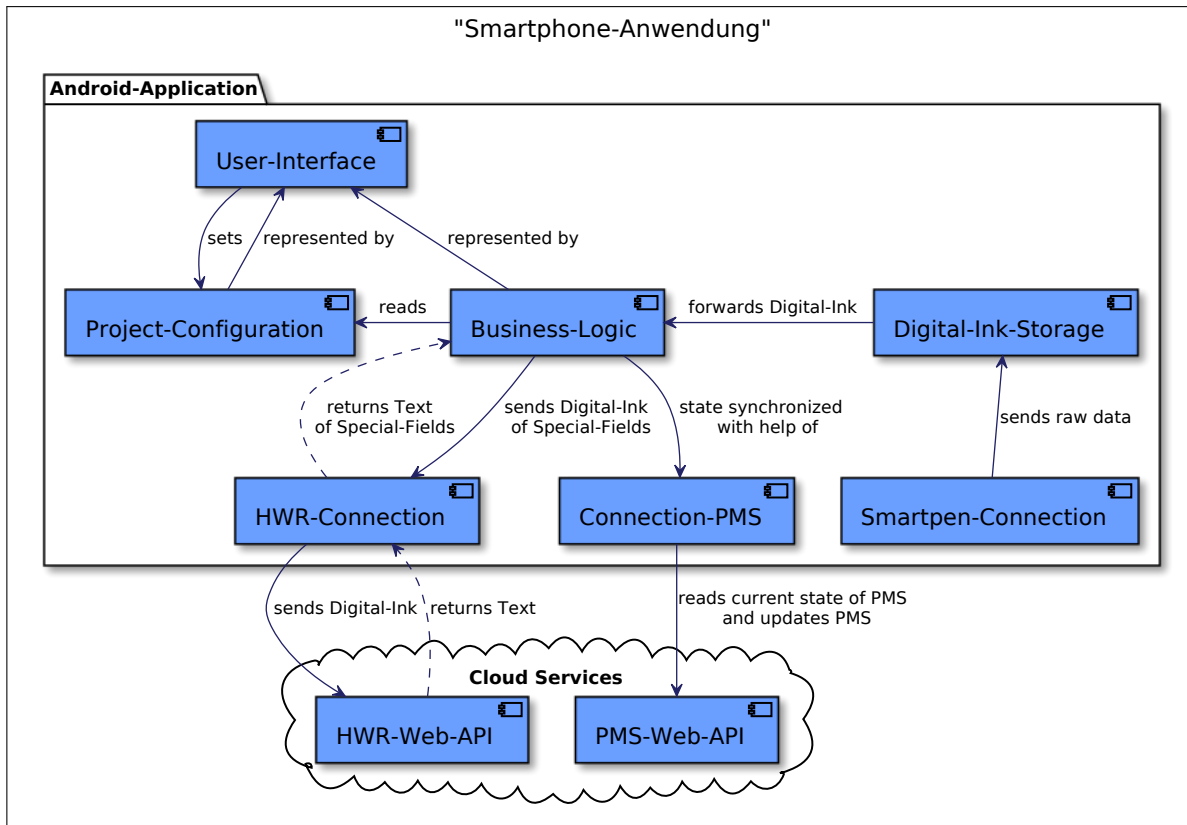 "Smartphone-Anwendung"
Android-Application
User-Interface
sets
represented by
represented by
Project-Configuration
reads
Business-Logic
forwards Digital-Ink
Digital-Ink-Storage
returns Text
of Special-Fields
sends Digital-Ink
of Special-Fields
state synchronized
with help of
sends raw data
HWR-Connection
Connection-PMS
Smartpen-Connection
sends Digital-Ink
returns Text
reads current state of PMS
and updates PMS
Cloud Services
HWR-Web-API
PMS-Web-API